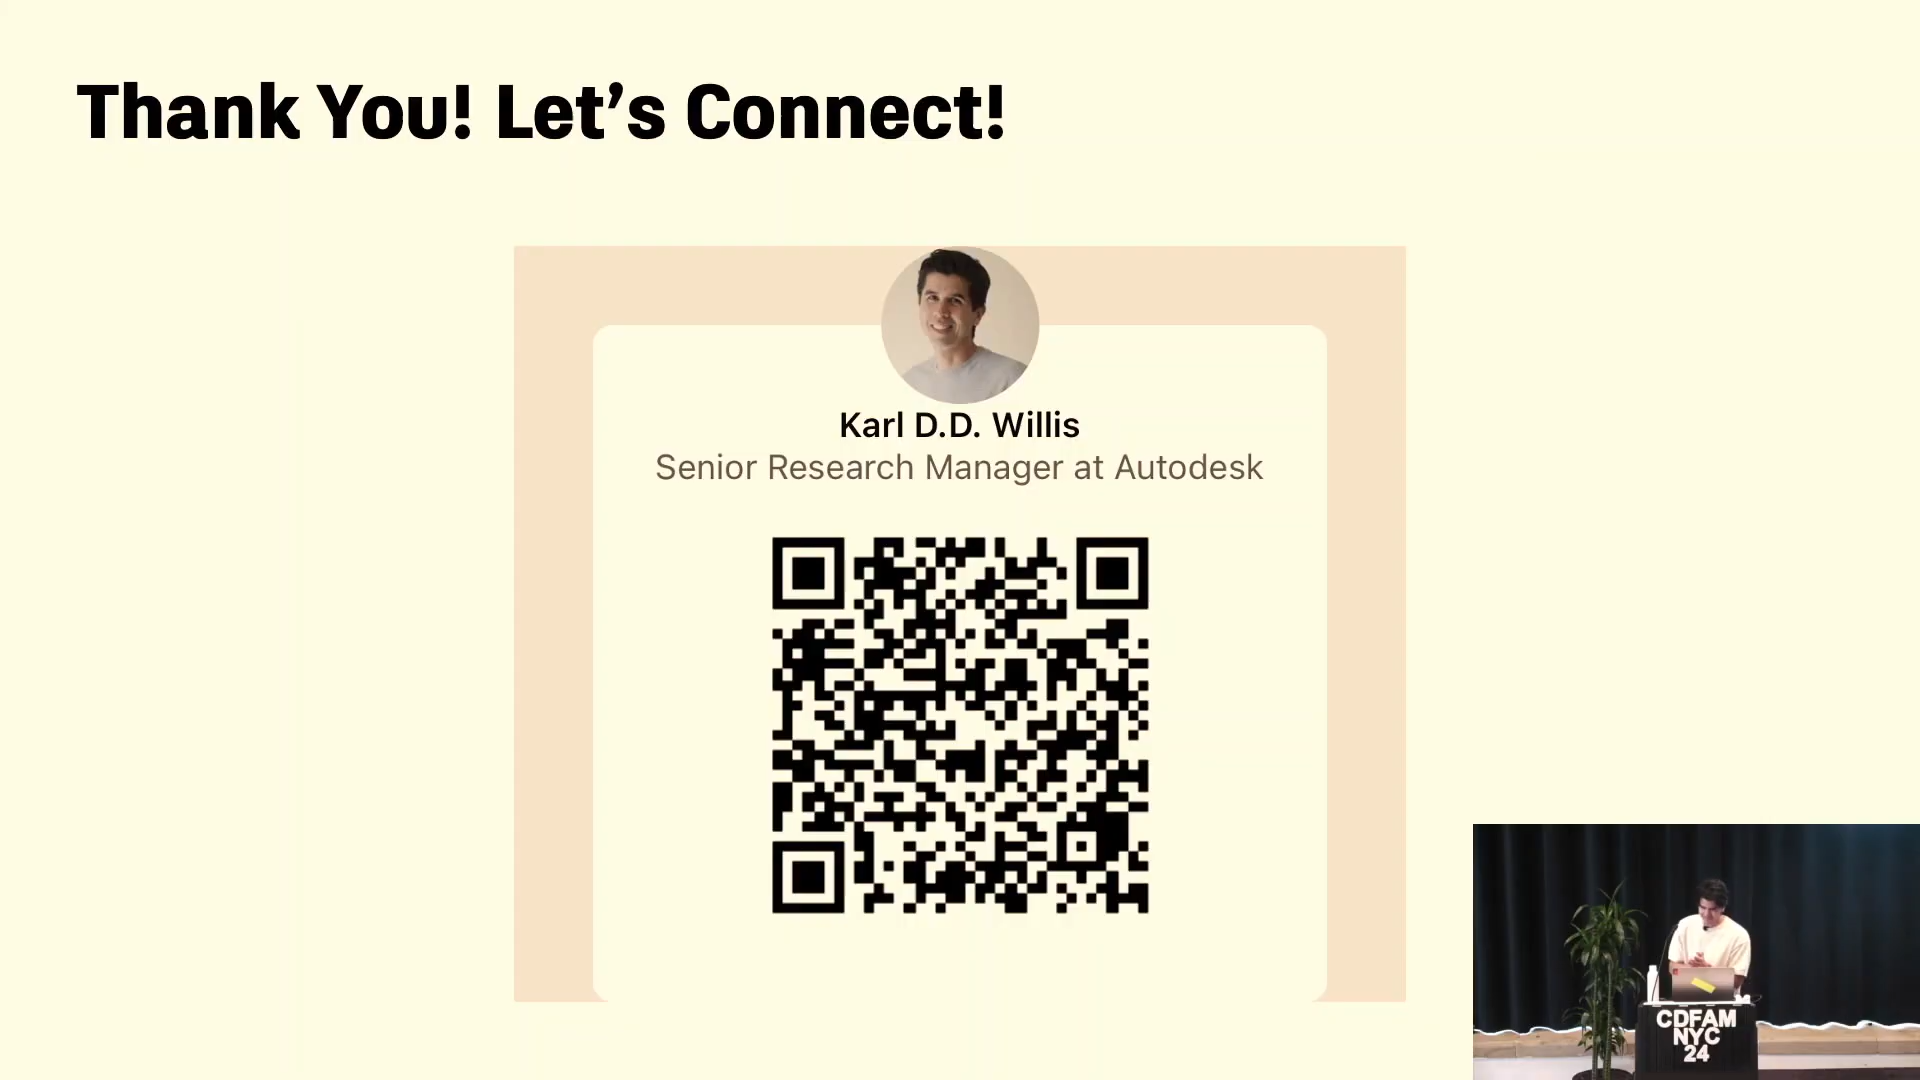 Thank You! Let’s Connect!
Karl D.D. Willis
Senior Research Manager at Autodesk
CDFAM
NYC
24